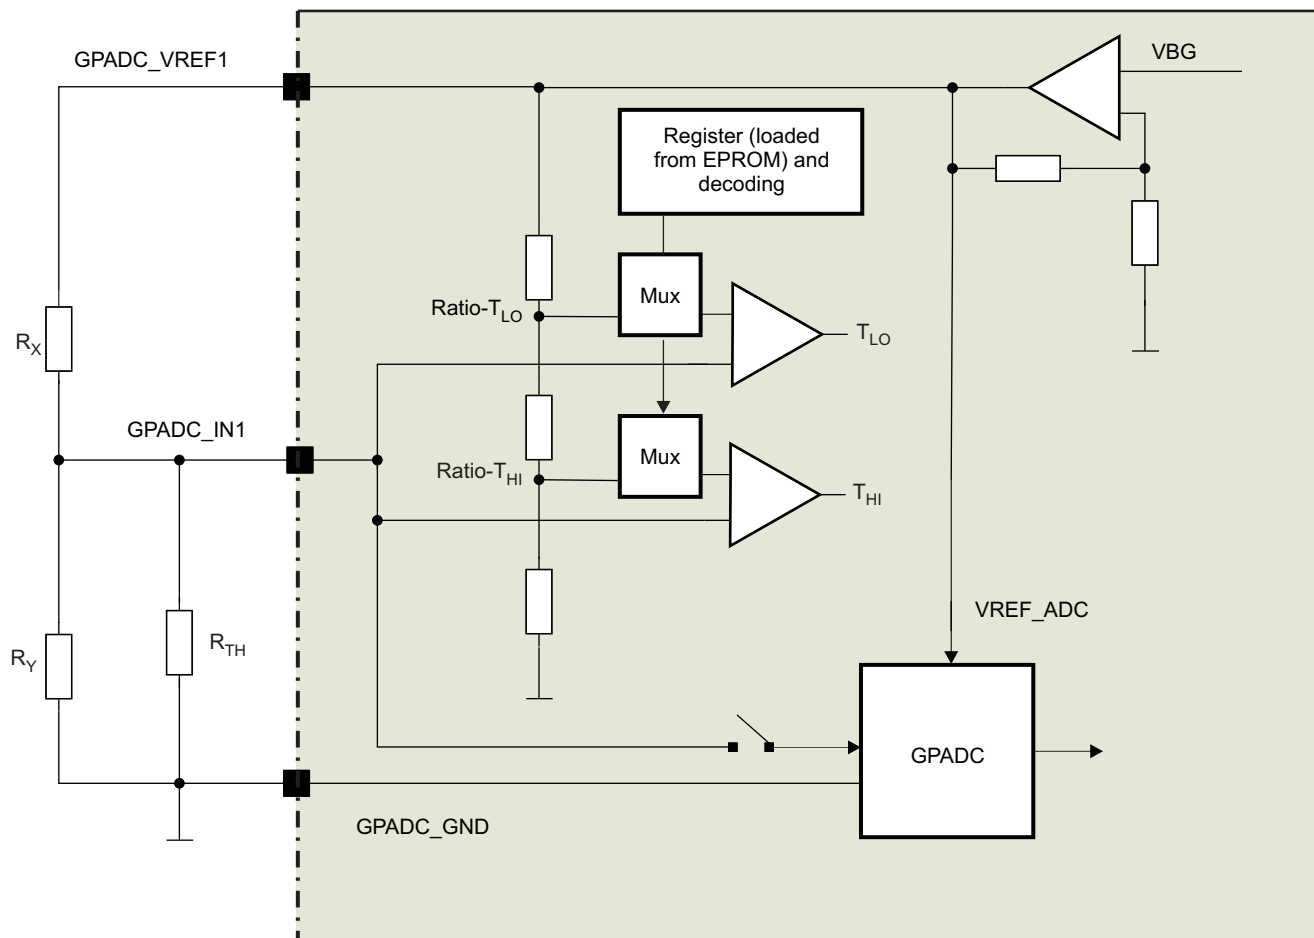 GPADC_VREF1
VBG
Register (loaded
from EPROM) and
decoding
Mux
Ratio-TLO
TLO
RX
GPADC_IN1
Mux
Ratio-THI
THI
VREF_ADC
RY
RTH
GPADC
GPADC_GND